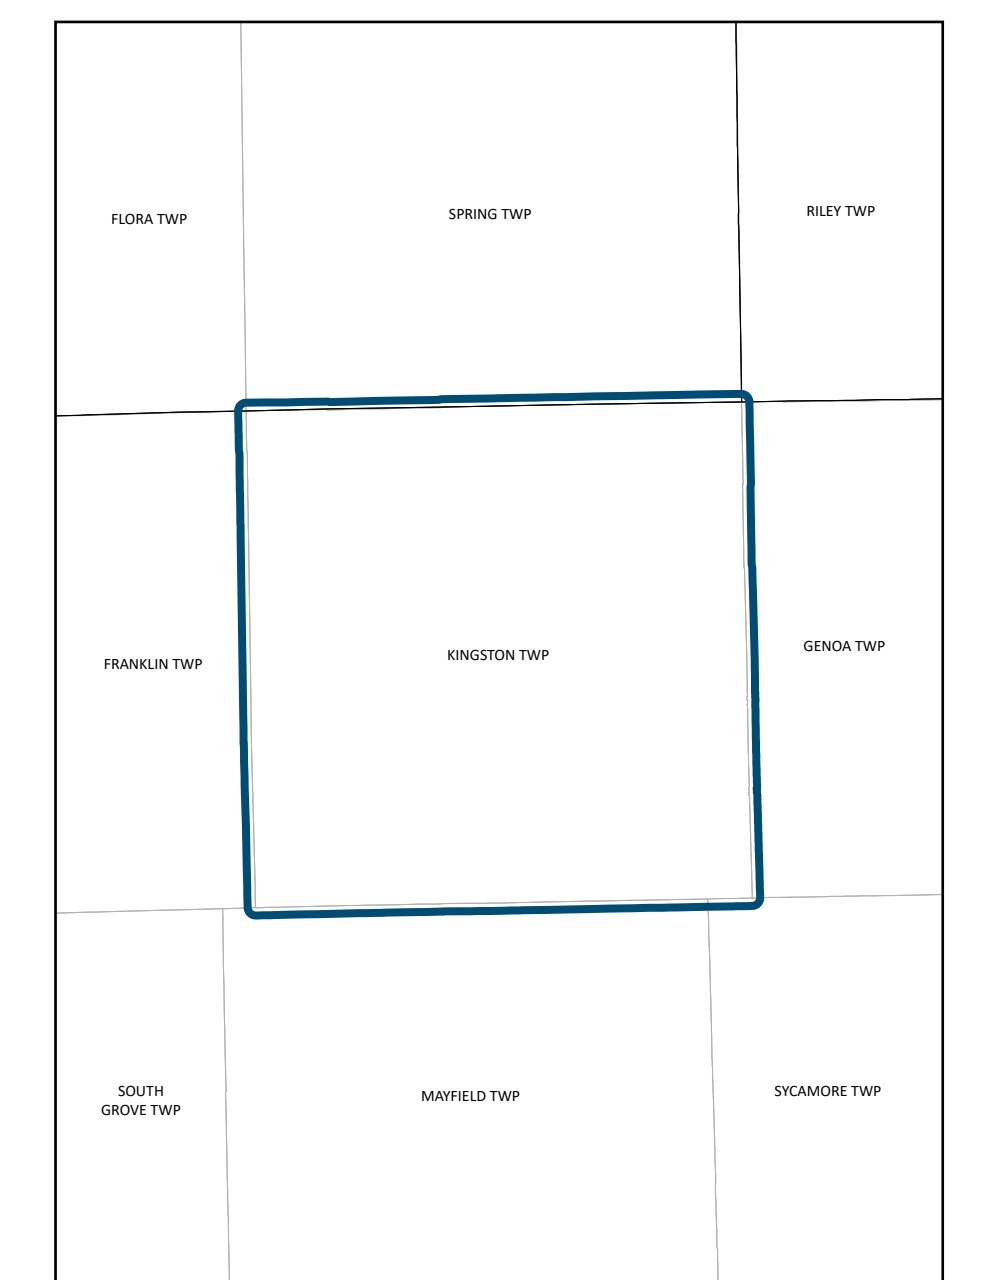 FLORA TWP
SPRING TWP
RILEY TWP
FRANKLIN TWP
KINGSTON TWP
GENOA TWP
SOUTH
GROVE TWP
MAYFIELD TWP
SYCAMORE TWP